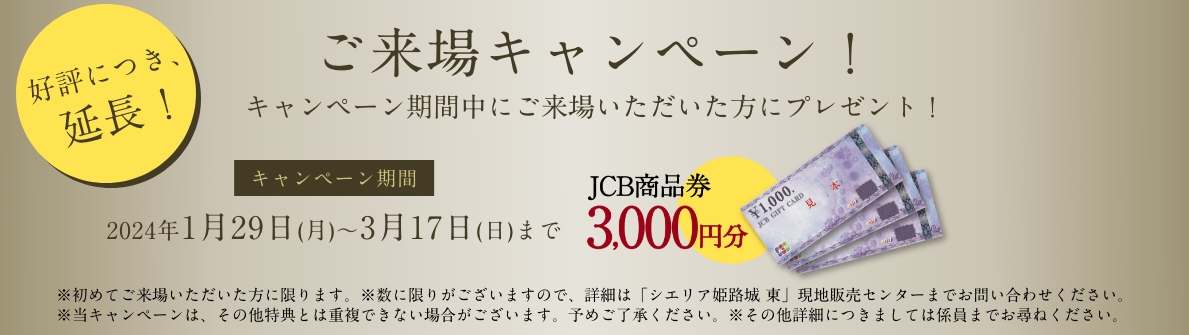 好評につき、
延長！
ご来場キャンペーン！
キャンペーン期間中にご来場いただいた方にプレゼント！
キャンペーン期間
2024年1月29日(月)～3月17日(日)まで
JCB商品券
3,000円分
¥1,000.
JCB GIFT CARD
見本
※初めてご来場いただいた方に限ります。※数に限りがございますので、詳細は「シエリア姫路城 東」現地販売センターまでお問い合わせください。
※当キャンペーンは、その他特典とは重複できない場合がございます。予めご了承ください。※その他詳細につきましては係員までお尋ねください。